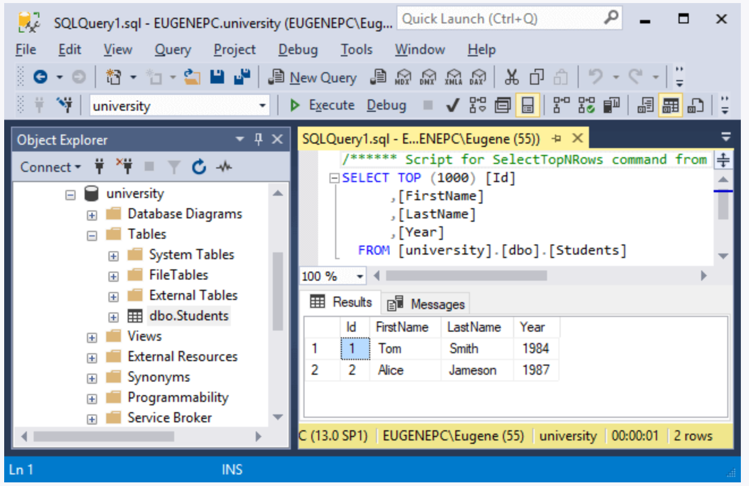 SQLQuery1.sql - EUGENEPC.university (EUGENEPC\Eug...
Quick Launch (Ctrl+Q)
File Edit View Query Project Debug Tools Window Help
New Query MDX DMX XMLA DAX
university Execute Debug
Object Explorer
Connect
university
Database Diagrams
Tables
System Tables
FileTables
External Tables
dbo.Students
Views
External Resources
Synonyms
Programmability
Service Broker
SQLQuery1.sql - E...ENEPC\Eugene (55))
/****** Script for SelectTopNRows command from
SELECT TOP (1000) [Id]
,[FirstName]
,[LastName]
,[Year]
FROM [university].[dbo].[Students]
100 %
Results Messages
Id FirstName LastName Year
1 1 Tom Smith 1984
2 2 Alice Jameson 1987
C (13.0 SP1) EUGENEPC\Eugene (55) university 00:00:01 2 rows
Ln 1 INS